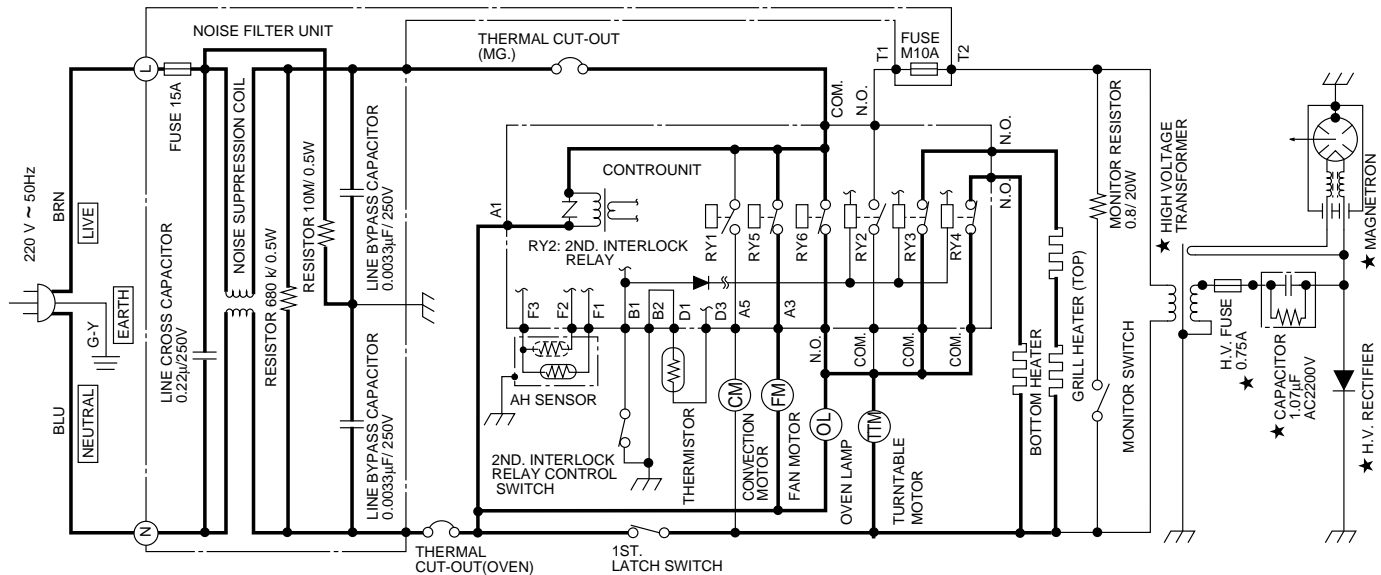 220 V ~ 50Hz
BRN
LIVE
G-Y
EARTH
BLU
NEUTRAL
L
N
NOISE FILTER UNIT
FUSE 15A
LINE CROSS CAPACITOR
0.22µ/250V
NOISE SUPPRESSION COIL
RESISTOR 680 k/ 0.5W
RESISTOR 10M/ 0.5W
LINE BYPASS CAPACITOR
0.0033µF/ 250V
LINE BYPASS CAPACITOR
0.0033µF/ 250V
THERMAL CUT-OUT
(MG.)
THERMAL
CUT-OUT(OVEN)
1ST.
LATCH SWITCH
A1
CONTROUNIT
RY2: 2ND. INTERLOCK
RELAY
F3
F2
F1
B1
B2
D1
D3
A5
A3
N.O.
COM.
COM.
COM.
AH SENSOR
2ND. INTERLOCK
RELAY CONTROL
SWITCH
THERMISTOR
CM
CONVECTION
MOTOR
FM
FAN MOTOR
OL
OVEN LAMP
TTM
TURNTABLE
MOTOR
RY1
RY5
RY6
RY2
RY3
RY4
COM.
N.O.
N.O.
N.O.
T1
FUSE
M10A
T2
BOTTOM HEATER
GRILL HEATER (TOP)
MONITOR RESISTOR
0.8/ 20W
MONITOR SWITCH
★ HIGH VOLTAGE
TRANSFORMER
H.V. FUSE
★ 0.75A
★ CAPACITOR
1.07µF
AC2200V
★ H.V. RECTIFIER
★ MAGNETRON